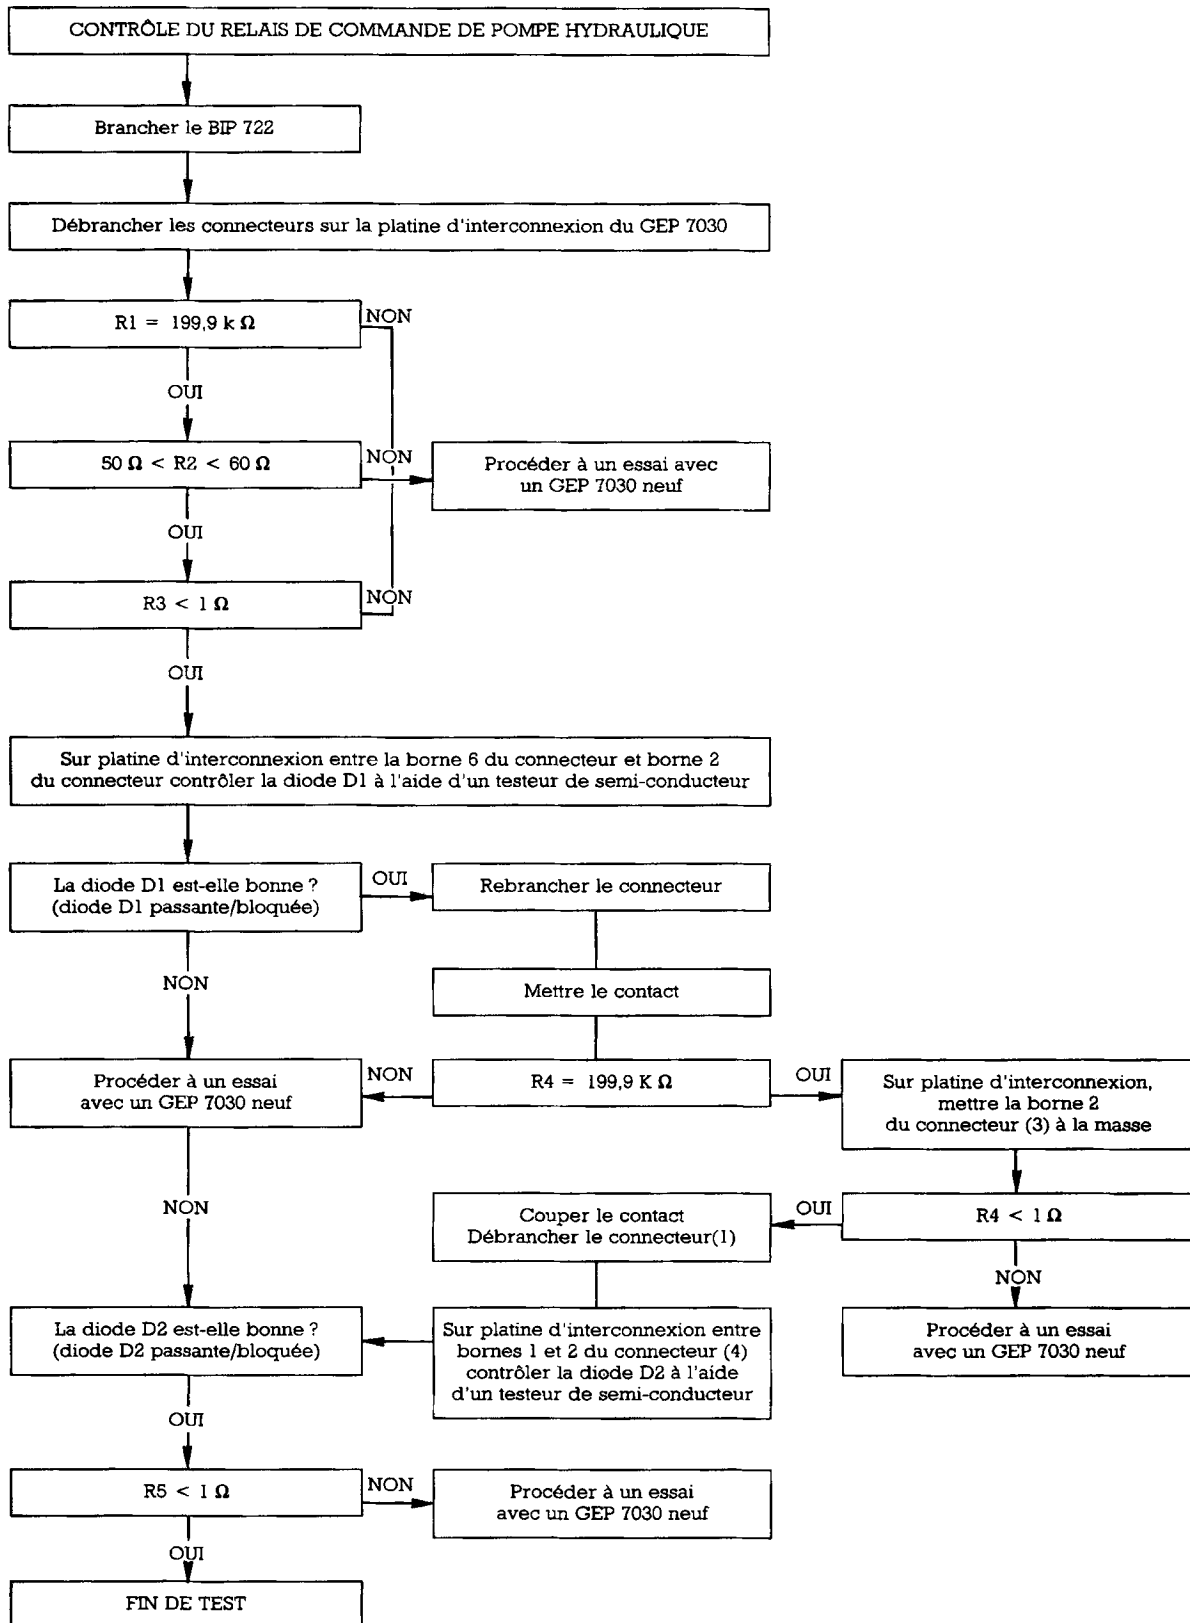 CONTRÔLE DU RELAIS DE COMMANDE DE POMPE HYDRAULIQUE
Brancher le BIP 722
Débrancher les connecteurs sur la platine d'interconnexion du GEP 7030
R1 = 199,9 k Ω
NON
OUI
50 Ω < R2 < 60 Ω
NON
Procéder à un essai avec
un GEP 7030 neuf
OUI
R3 < 1 Ω
NON
OUI
Sur platine d'interconnexion entre la borne 6 du connecteur et borne 2
du connecteur contrôler la diode D1 à l'aide d'un testeur de semi-conducteur
La diode D1 est-elle bonne ?
(diode D1 passante/bloquée)
OUI
Rebrancher le connecteur
NON
Mettre le contact
Procéder à un essai
avec un GEP 7030 neuf
NON
R4 = 199,9 K Ω
OUI
Sur platine d'interconnexion,
mettre la borne 2
du connecteur (3) à la masse
NON
Couper le contact
Débrancher le connecteur(1)
OUI
R4 < 1 Ω
NON
La diode D2 est-elle bonne ?
(diode D2 passante/bloquée)
Sur platine d'interconnexion entre
bornes 1 et 2 du connecteur (4)
contrôler la diode D2 à l'aide
d'un testeur de semi-conducteur
Procéder à un essai
avec un GEP 7030 neuf
OUI
R5 < 1 Ω
NON
Procéder à un essai
avec un GEP 7030 neuf
OUI
FIN DE TEST